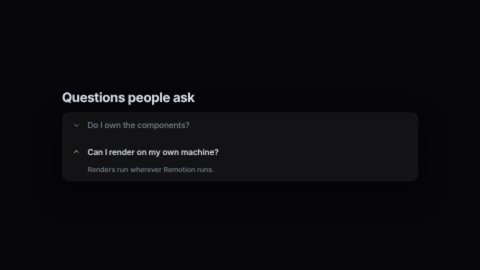 Questions people ask
Do I own the components?
Can I render on my own machine?
Renders run wherever Remotion runs.